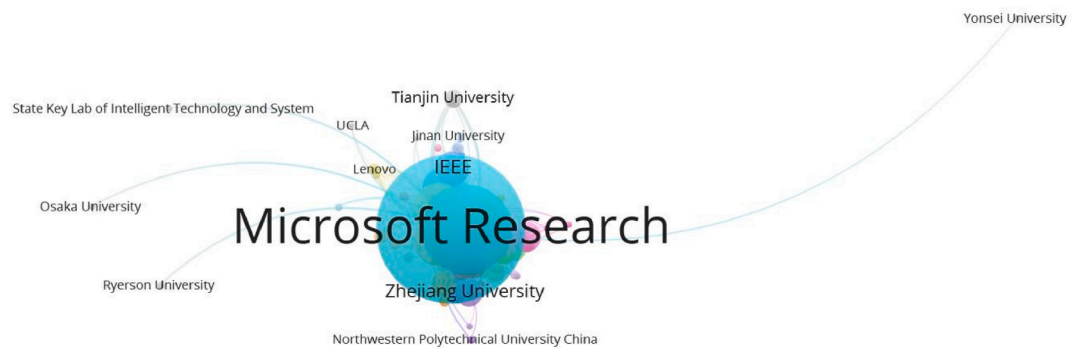 Yonsei University
Tianjin University
State Key Lab of Intelligent Technology and System
UCLA
Jinan University
Lenovo
IEEE
Osaka University
Microsoft Research
Ryerson University
Zhejiang University
Northwestern Polytechnical University China